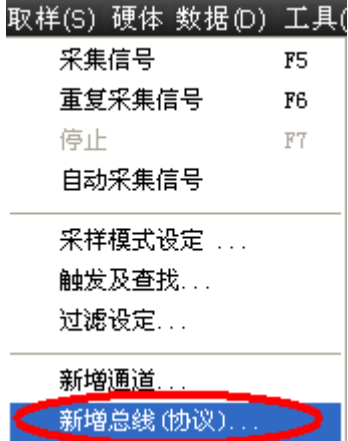 取样(S) 硬体 数据(D) 工具(
采集信号 F5
重复采集信号 F6
停止 F7
自动采集信号
采样模式设定 ...
触发及查找...
过滤设定...
新增通道...
新增总线(协议)...